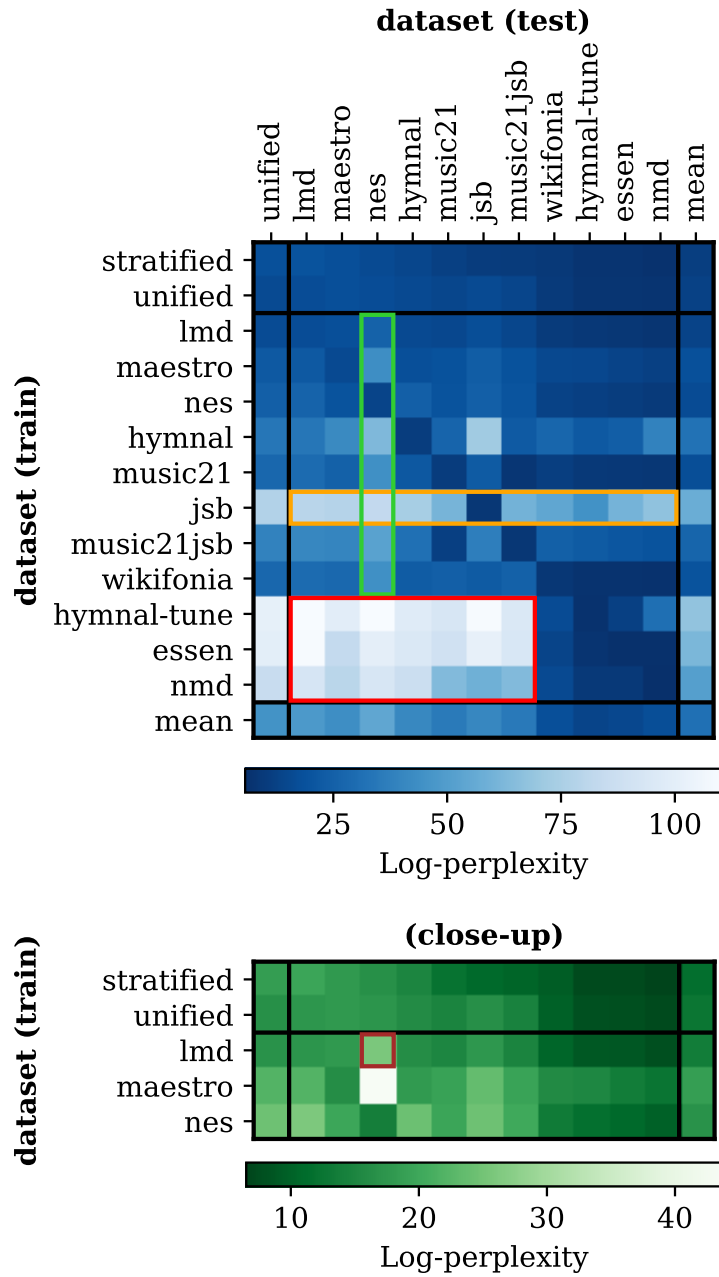 dataset (test)
unified
lmd
maestro
nes
hymnal
music21
jsb
music21jsb
wikifonia
hymnal-tune
essen
nmd
mean
dataset (train)
stratified
unified
lmd
maestro
nes
hymnal
music21
jsb
music21jsb
wikifonia
hymnal-tune
essen
nmd
mean
25 50 75 100
Log-perplexity
(close-up)
dataset (train)
stratified
unified
lmd
maestro
nes
10 20 30 40
Log-perplexity